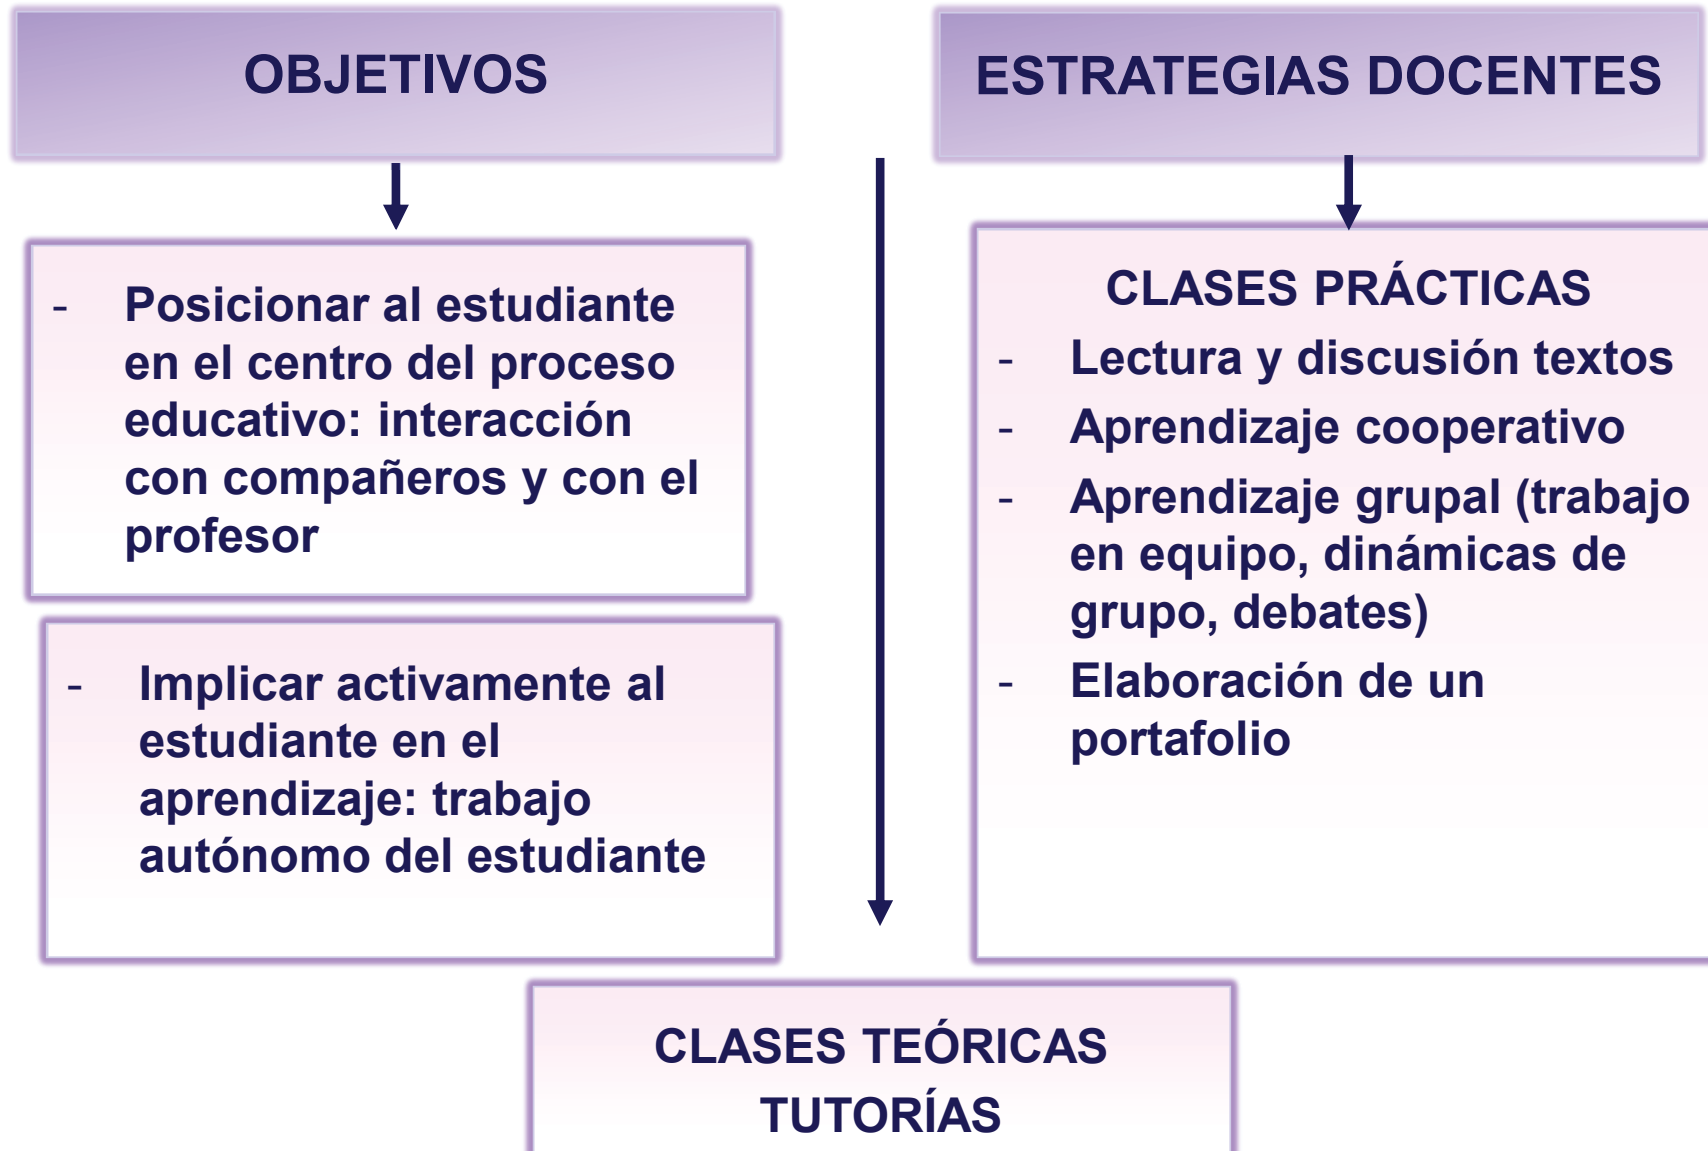 OBJETIVOS
- Posicionar al estudiante
en el centro del proceso
educativo: interacción
con compañeros y con el
profesor
- Implicar activamente al
estudiante en el
aprendizaje: trabajo
autónomo del estudiante
ESTRATEGIAS DOCENTES
CLASES PRÁCTICAS
- Lectura y discusión textos
- Aprendizaje cooperativo
- Aprendizaje grupal (trabajo
en equipo, dinámicas de
grupo, debates)
- Elaboración de un
portafolio
CLASES TEÓRICAS
TUTORÍAS